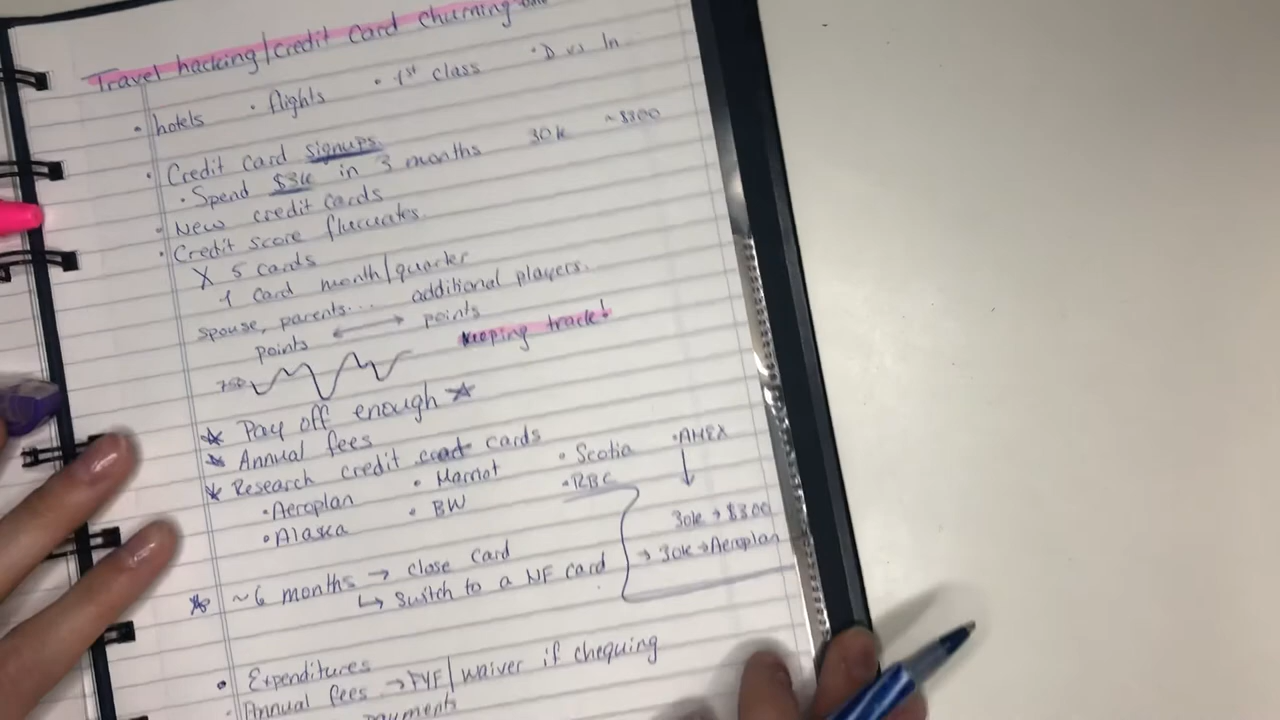 Travel hacking/Credit Card churning
• hotels • flights • 1st class • D vs In
• Credit Card signups 30k ~$300
• Spend $3k in 3 months
• New credit cards
• Credit score flucuates
X 5 cards
1 card month/quarter
spouse, parents... additional players.
points ⟷ points keeping track!
750
☆ Pay off enough ☆
☆ Annual fees
☆ Research credit cards
• Aeroplan • Marriot • Scotia • AMEX
• Alaska • BW • RBC ↓
30k → $300
→ 30k → Aeroplan
☆ ~6 months → close card
↳ switch to a NF card
• Expenditures
• Annual fees → FYF/waiver if chequing
payments